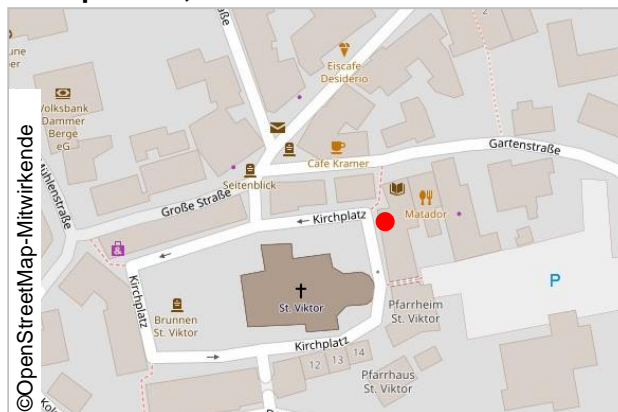 Eiscafe
Desiderio
Volksbank
Dammer
Berge
eG
Cafe Kramer
Gartenstraße
Seitenblick
Große Straße
Mühlenstraße
← Kirchplatz
Matador
Kirchplatz
St. Viktor
P
Brunnen
St. Viktor
Pfarrheim
St. Viktor
Kirchplatz
12 13 14
Pfarrhaus
St. Viktor
©OpenStreetMap-Mitwirkende